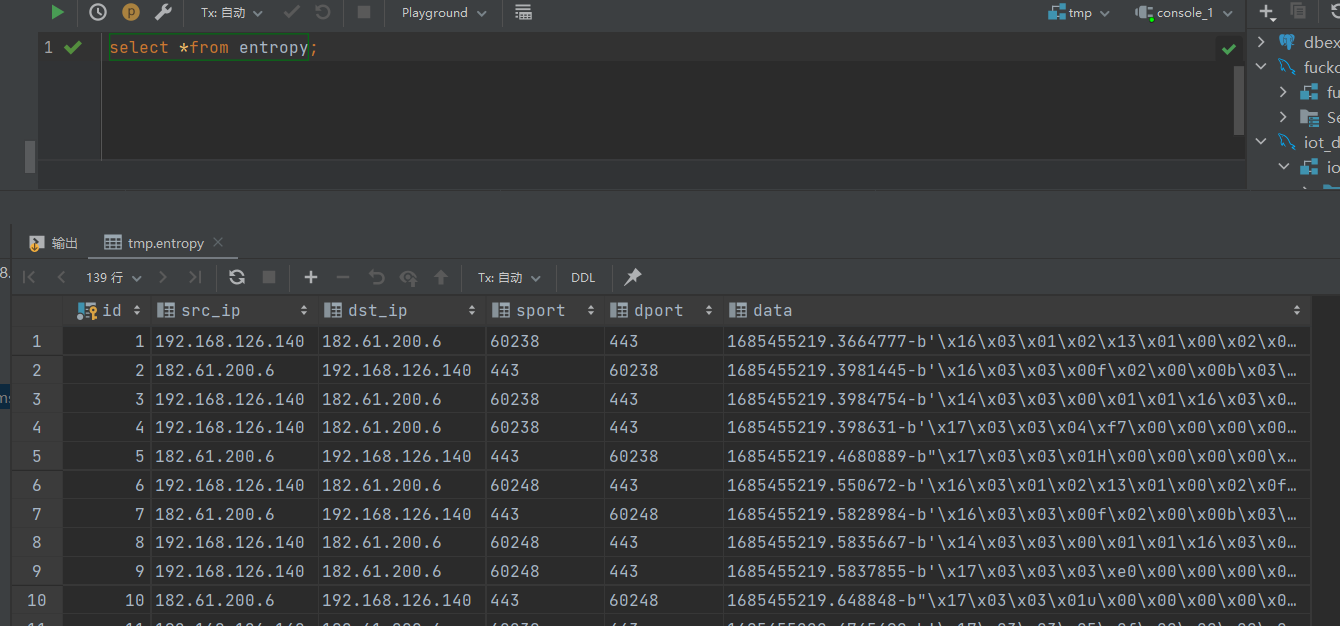 Tx: 自动 Playground tmp console_1
1 select *from entropy;
dbex
fu
iot_d
io
输出 tmp.entropy
139 行 Tx: 自动 DDL
id src_ip dst_ip sport dport data
1 1 192.168.126.140 182.61.200.6 60238 443 1685455219.3664777-b'\x16\x03\x01\x02\x13\x01\x00\x02\x0…
2 2 182.61.200.6 192.168.126.140 443 60238 1685455219.3981445-b'\x16\x03\x03\x00f\x02\x00\x00b\x03\…
3 3 192.168.126.140 182.61.200.6 60238 443 1685455219.3984754-b'\x14\x03\x03\x00\x01\x01\x16\x03\x0…
4 4 192.168.126.140 182.61.200.6 60238 443 1685455219.398631-b'\x17\x03\x03\x04\xf7\x00\x00\x00\x00…
5 5 182.61.200.6 192.168.126.140 443 60238 1685455219.4680889-b"\x17\x03\x03\x01H\x00\x00\x00\x00\x…
6 6 192.168.126.140 182.61.200.6 60248 443 1685455219.550672-b'\x16\x03\x01\x02\x13\x01\x00\x02\x0f…
7 7 182.61.200.6 192.168.126.140 443 60248 1685455219.5828984-b'\x16\x03\x03\x00f\x02\x00\x00b\x03\…
8 8 192.168.126.140 182.61.200.6 60248 443 1685455219.5835667-b'\x14\x03\x03\x00\x01\x01\x16\x03\x0…
9 9 192.168.126.140 182.61.200.6 60248 443 1685455219.5837855-b'\x17\x03\x03\x03\xe0\x00\x00\x00\x0…
10 10 182.61.200.6 192.168.126.140 443 60248 1685455219.648848-b"\x17\x03\x03\x01u\x00\x00\x00\x00\x0…